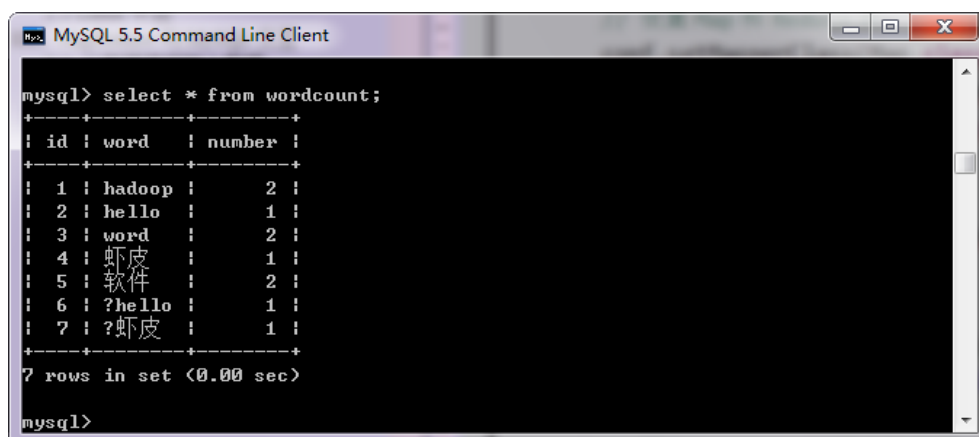 MySQL 5.5 Command Line Client
mysql> select * from wordcount;
+----+--------+--------+
| id | word   | number |
+----+--------+--------+
|  1 | hadoop |      2 |
|  2 | hello  |      1 |
|  3 | word   |      2 |
|  4 | 虾皮   |      1 |
|  5 | 软件   |      2 |
|  6 | ?hello |      1 |
|  7 | ?虾皮  |      1 |
+----+--------+--------+
7 rows in set (0.00 sec)
mysql>